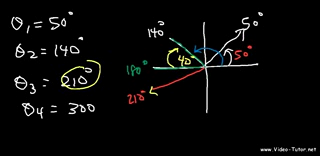 θ₁ = 50°
θ₂ = 140°
θ₃ = 210°
θ₄ = 300
140°
50°
40°
50°
180°
210°
www.Video-Tutor.net